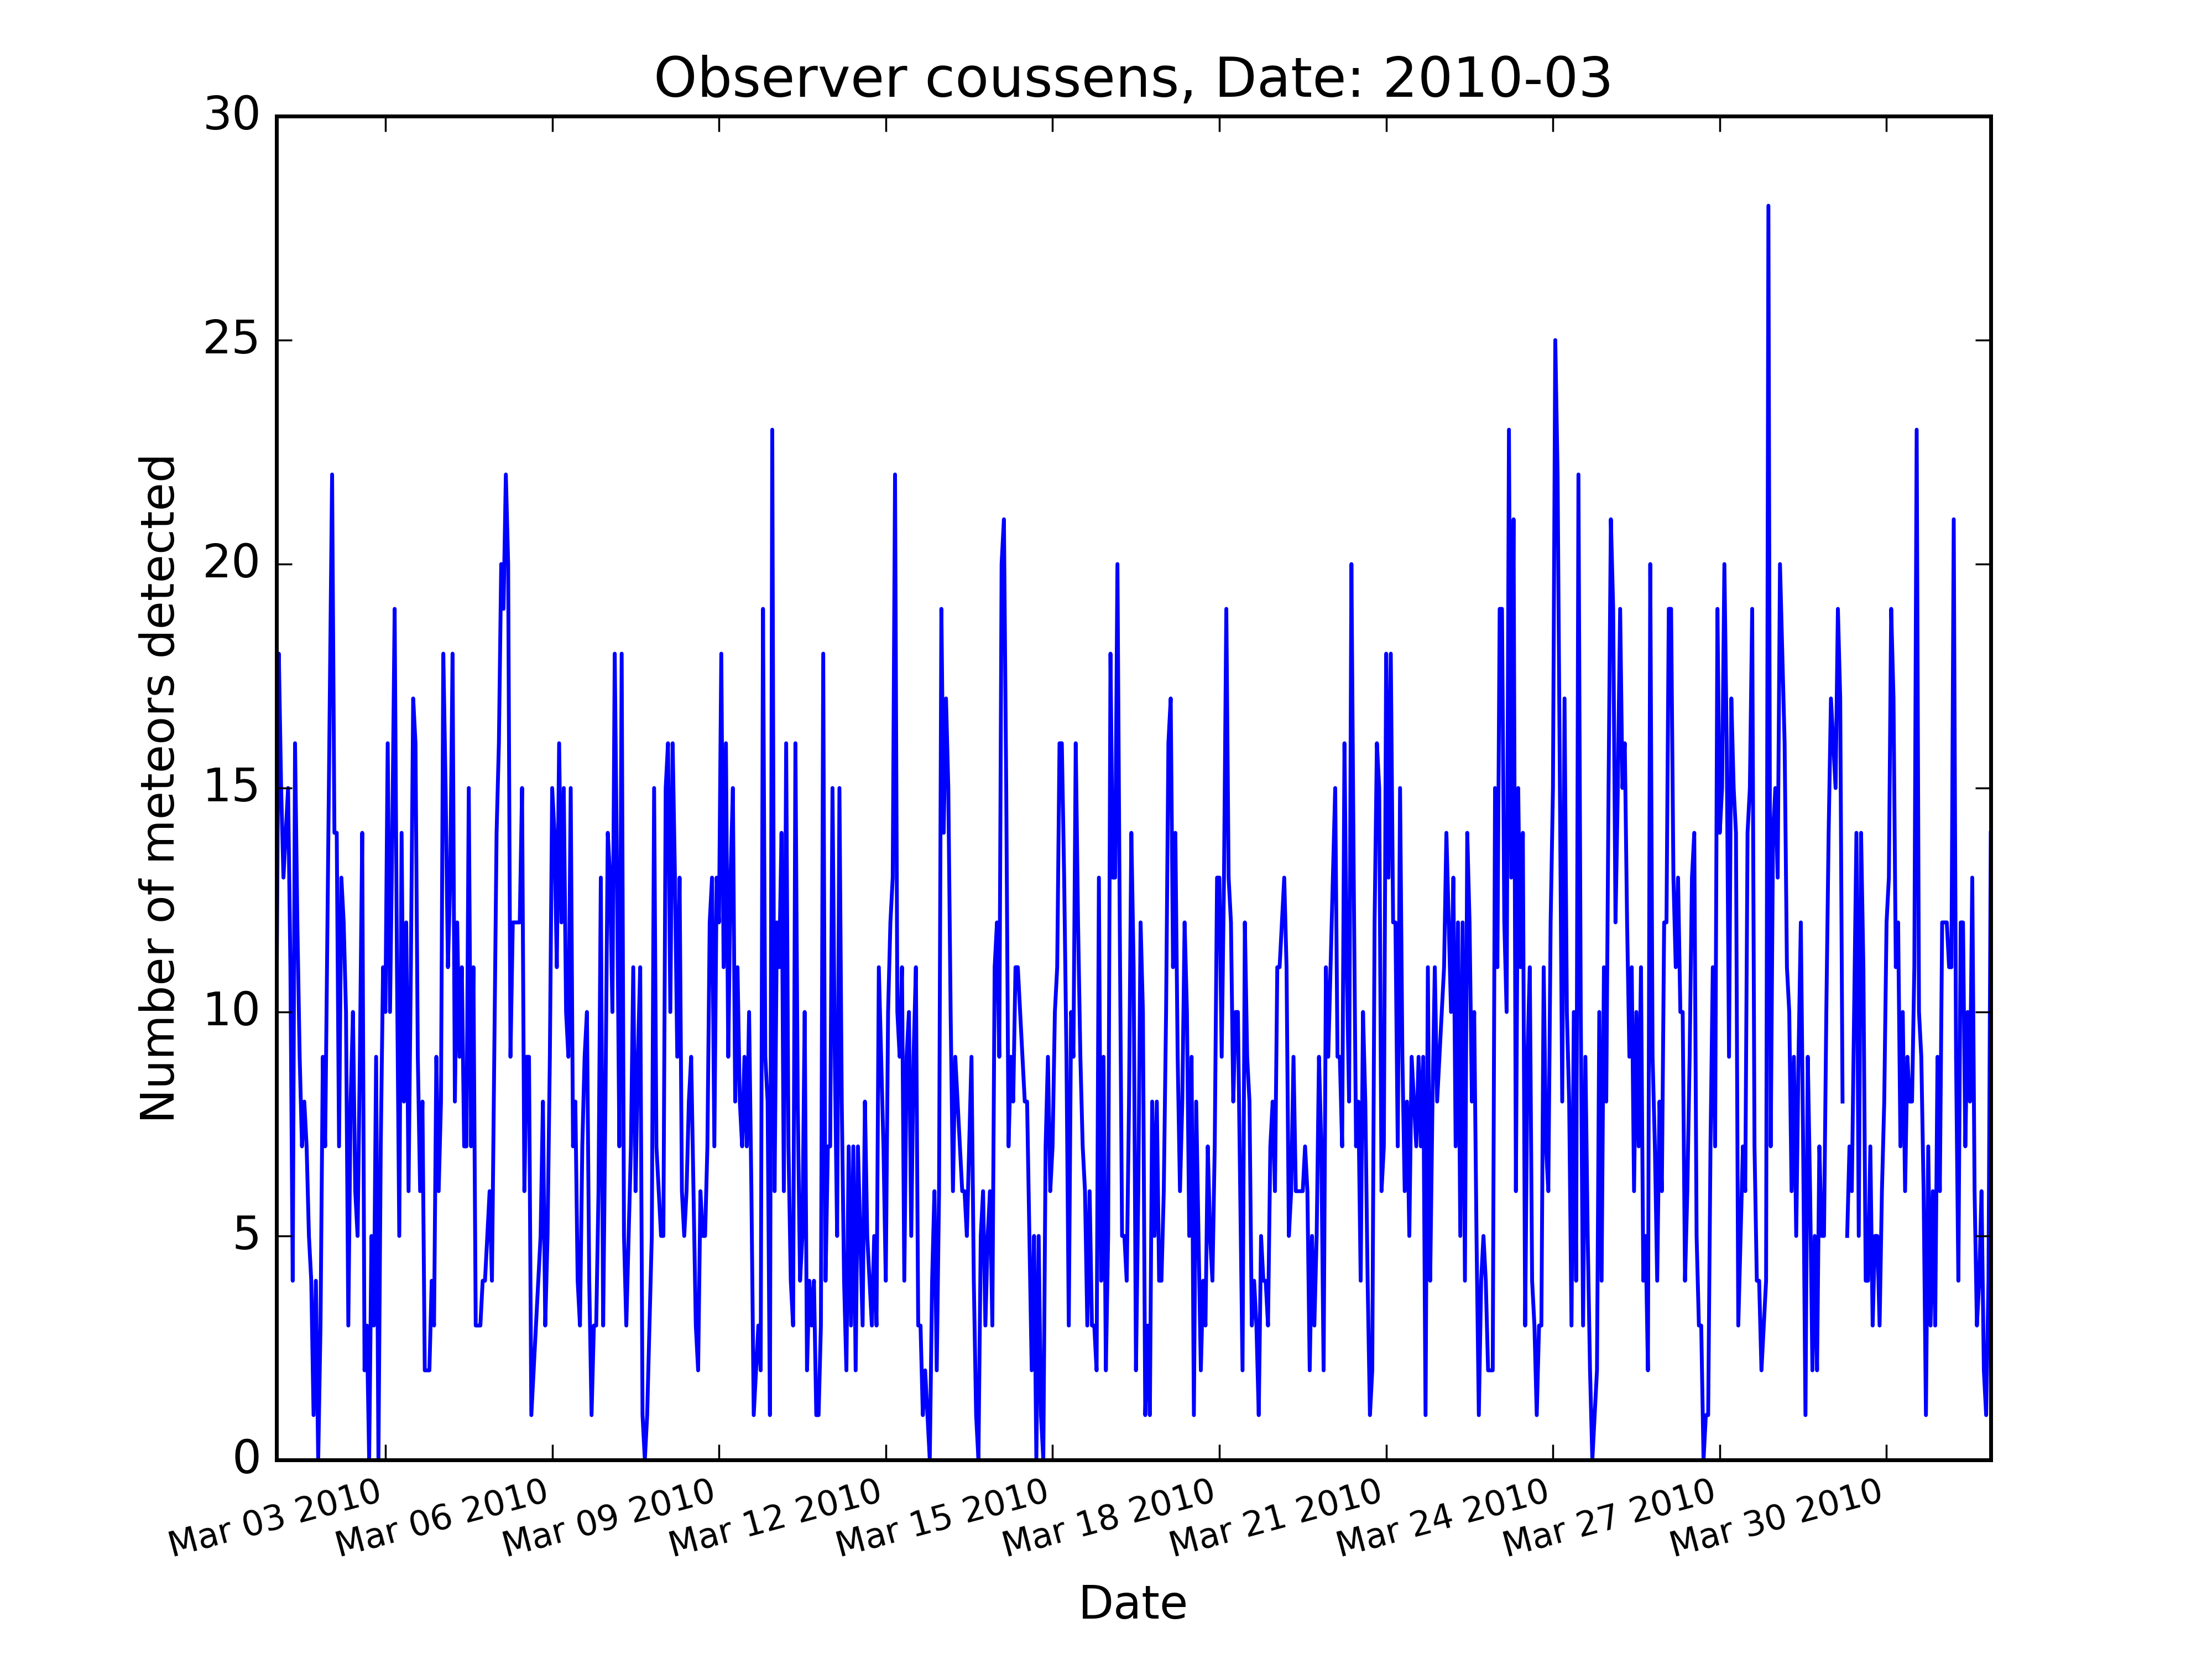 Observer coussens, Date: 2010-03
30
25
20
15
10
5
0
Number of meteors detected
Mar 03 2010
Mar 06 2010
Mar 09 2010
Mar 12 2010
Mar 15 2010
Mar 18 2010
Mar 21 2010
Mar 24 2010
Mar 27 2010
Mar 30 2010
Date